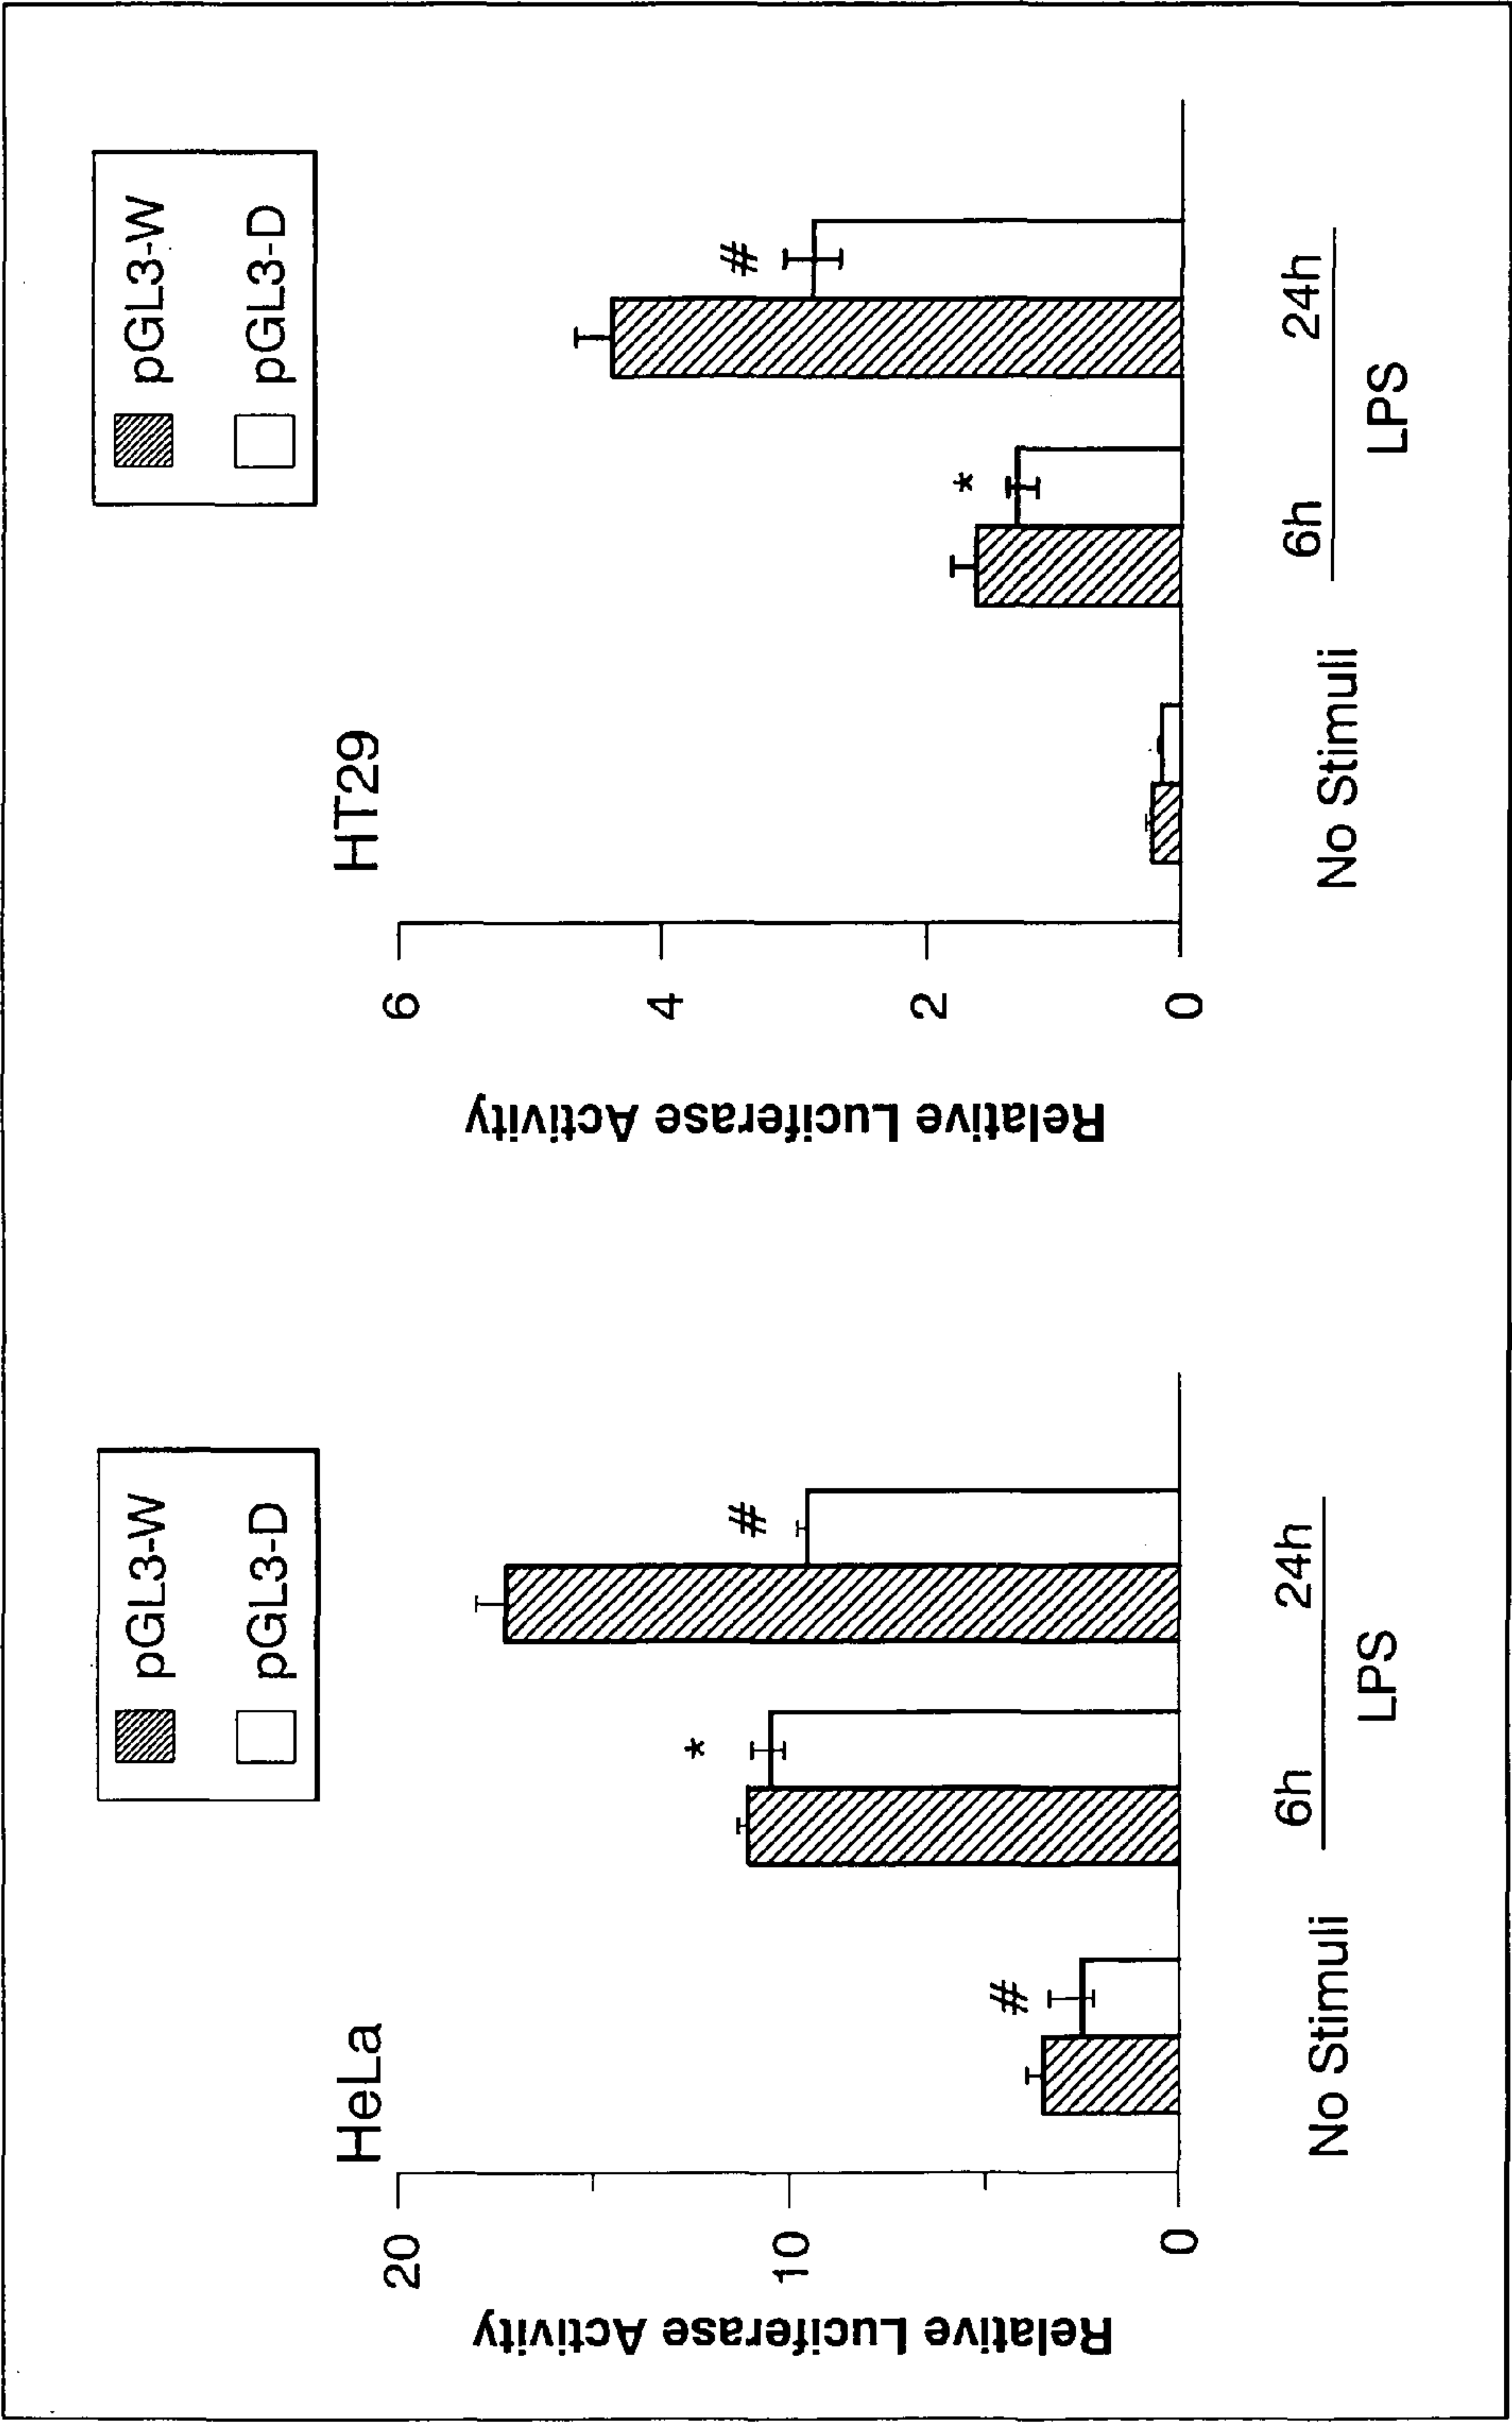 HeLa
pGL3-W
pGL3-D
Relative Luciferase Activity
20
10
0
#
*
#
No Stimuli
6h
24h
LPS
HT29
pGL3-W
pGL3-D
Relative Luciferase Activity
6
4
2
0
*
#
No Stimuli
6h
24h
LPS